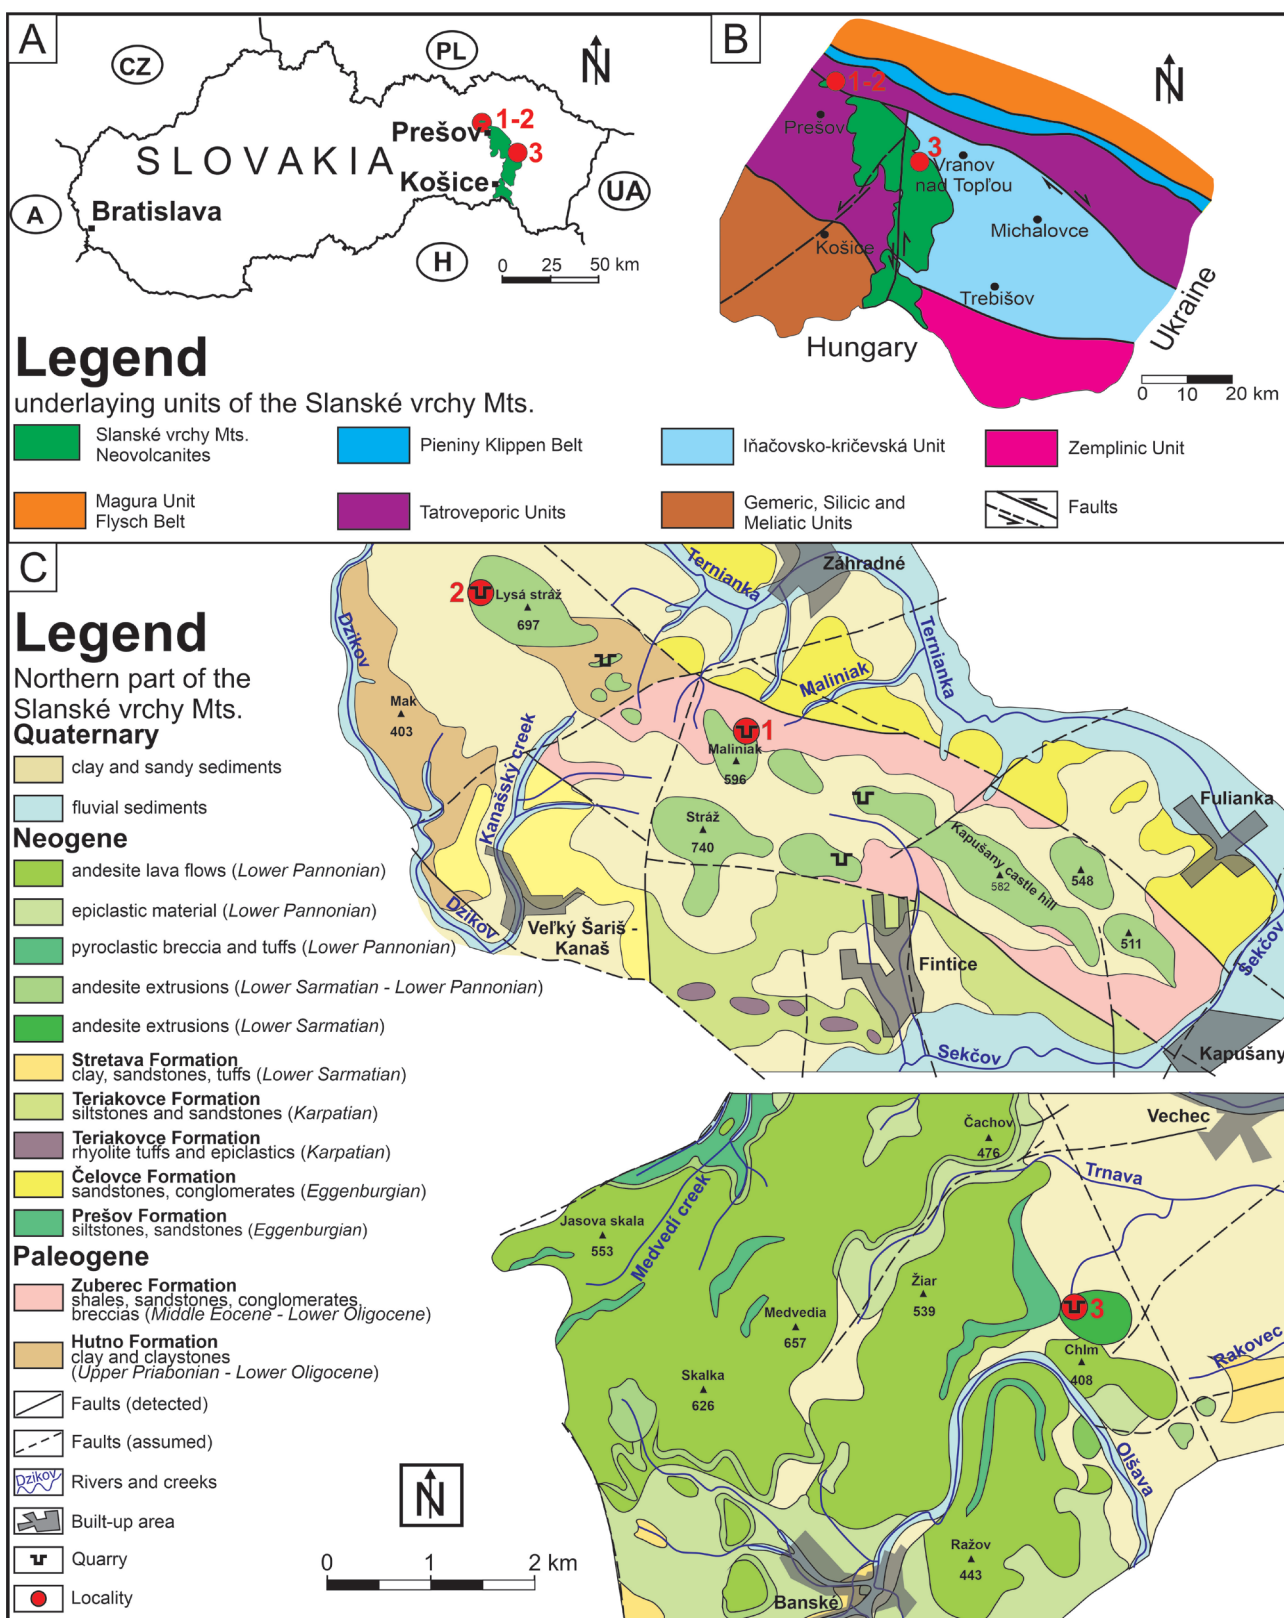 A
CZ
PL
N
1-2
Prešov
SLOVAKIA
3
Košice
UA
A
Bratislava
H
0 25 50 km
B
N
1-2
Prešov
3
Vranov
nad Topľou
Košice
Michalovce
Trebišov
Ukraine
Hungary
0 10 20 km
Legend
underlaying units of the Slanské vrchy Mts.
Slanské vrchy Mts.
Neovolcanites
Pieniny Klippen Belt
Iňačovsko-kričevská Unit
Zemplinic Unit
Magura Unit
Flysch Belt
Tatroveporic Units
Gemeric, Silicic and
Meliatic Units
Faults
C
Legend
Northern part of the
Slanské vrchy Mts.
Quaternary
clay and sandy sediments
fluvial sediments
Neogene
andesite lava flows (Lower Pannonian)
epiclastic material (Lower Pannonian)
pyroclastic breccia and tuffs (Lower Pannonian)
andesite extrusions (Lower Sarmatian - Lower Pannonian)
andesite extrusions (Lower Sarmatian)
Stretava Formation
clay, sandstones, tuffs (Lower Sarmatian)
Teriakovce Formation
siltstones and sandstones (Karpatian)
Teriakovce Formation
rhyolite tuffs and epiclastics (Karpatian)
Čelovce Formation
sandstones, conglomerates (Eggenburgian)
Prešov Formation
siltstones, sandstones (Eggenburgian)
Paleogene
Zuberec Formation
shales, sandstones, conglomerates,
breccias (Middle Eocene - Lower Oligocene)
Hutno Formation
clay and claystones
(Upper Priabonian - Lower Oligocene)
Faults (detected)
Faults (assumed)
Dzikov
Rivers and creeks
Built-up area
Quarry
Locality
2
Lysá stráž
697
Ternianka
Záhradné
Dzikov
Mak
403
Maliniak
Ternianka
1
Maliniak
596
Kanašský creek
Stráž
740
Fulianka
Kapušany castle hill
582
548
511
Dzikov
Veľký Šariš -
Kanaš
Fintice
Sekčov
Sekčov
Kapušany
Čachov
476
Vechec
Trnava
Jasova skala
553
Medvedí creek
Žiar
539
3
Medvedia
657
Chlm
408
Rakovec
Skalka
626
Olšava
N
0 1 2 km
Ražov
443
Banské